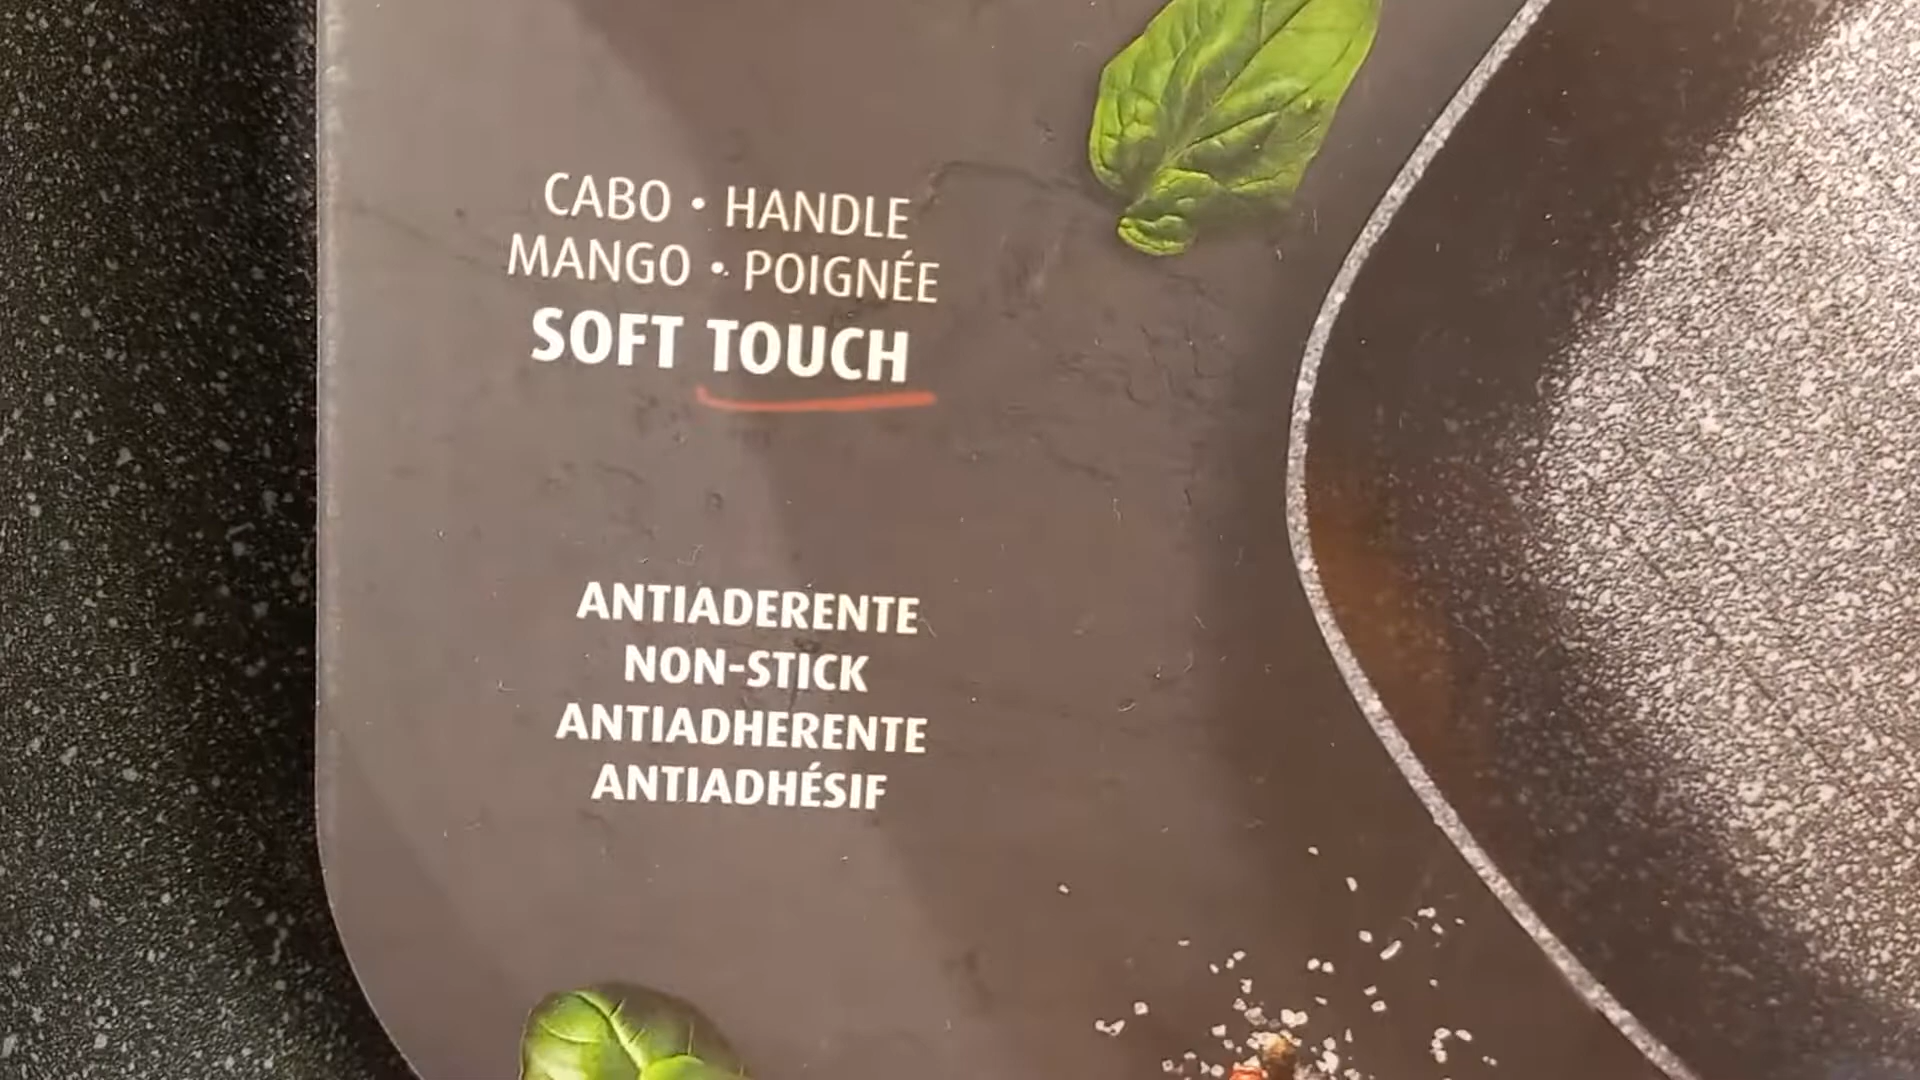 CABO • HANDLE
MANGO • POIGNÉE
SOFT TOUCH
ANTIADERENTE
NON-STICK
ANTIADHERENTE
ANTIADHÉSIF